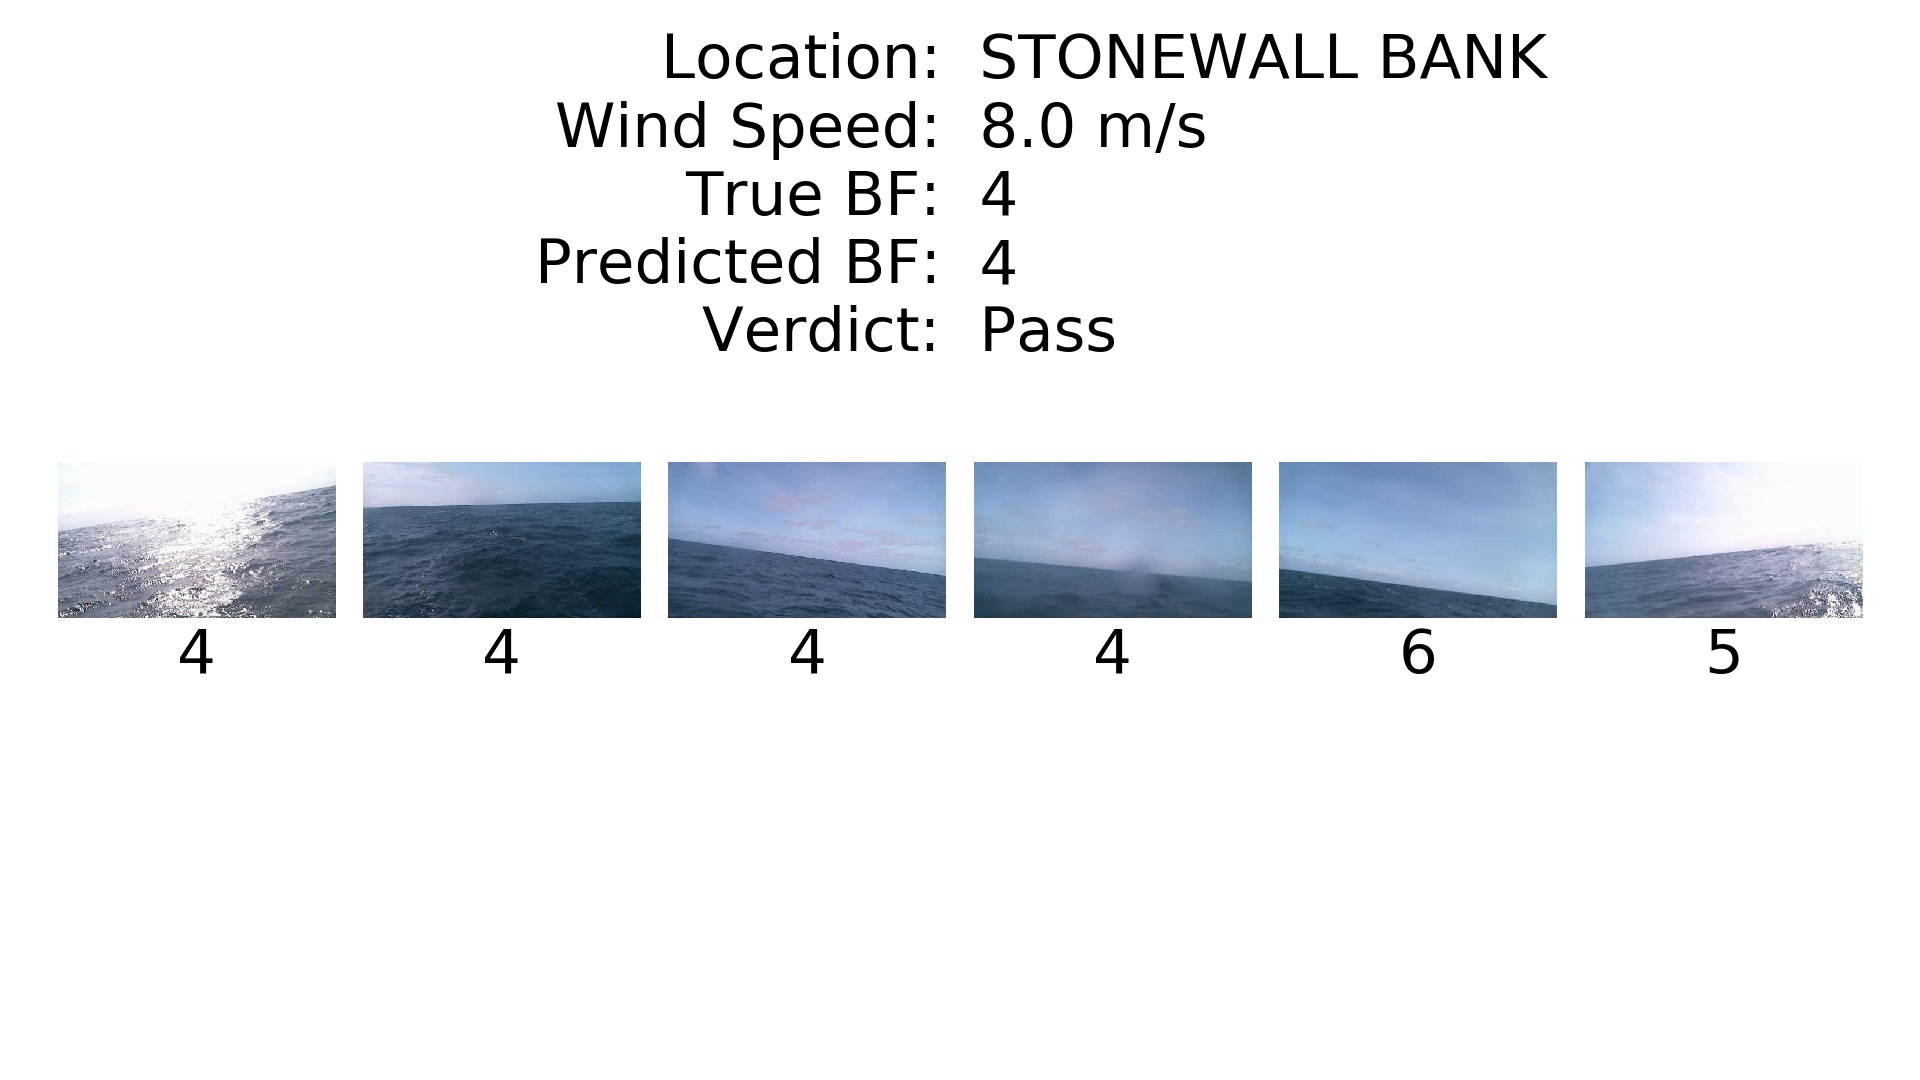 Location: STONEWALL BANK
Wind Speed: 8.0 m/s
True BF: 4
Predicted BF: 4
Verdict: Pass
4 4 4 4 6 5